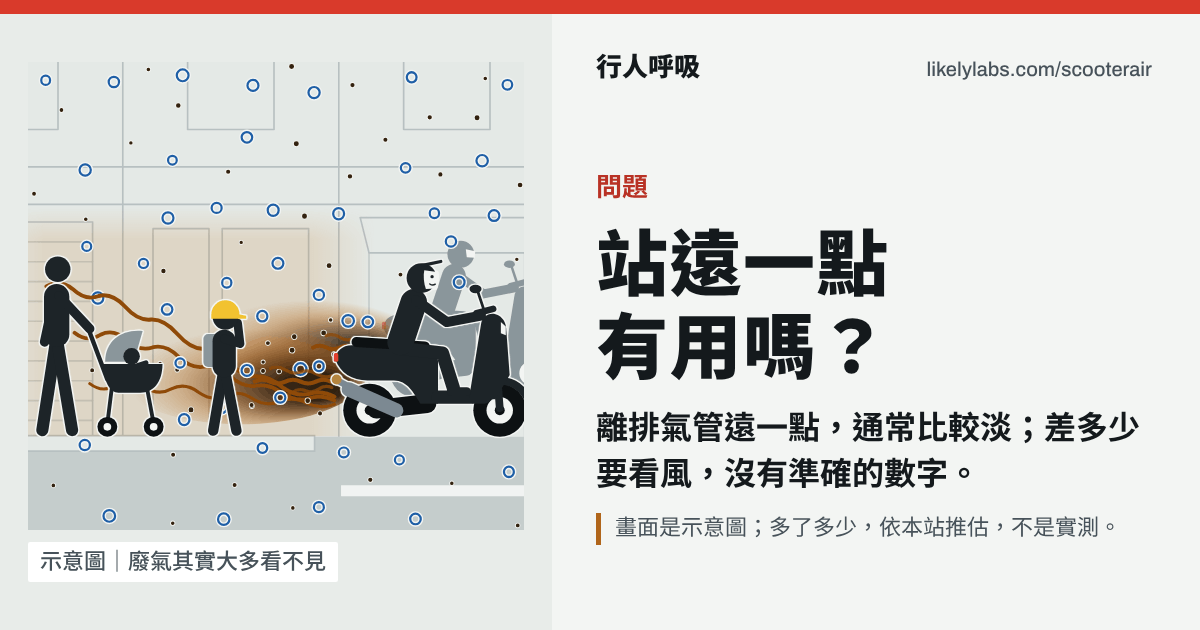 行人呼吸
likelylabs.com/scooterair
問題
站遠一點
有用嗎？
離排氣管遠一點，通常比較淡；差多少
要看風，沒有準確的數字。
畫面是示意圖；多了多少，依本站推估，不是實測。
示意圖｜廢氣其實大多看不見